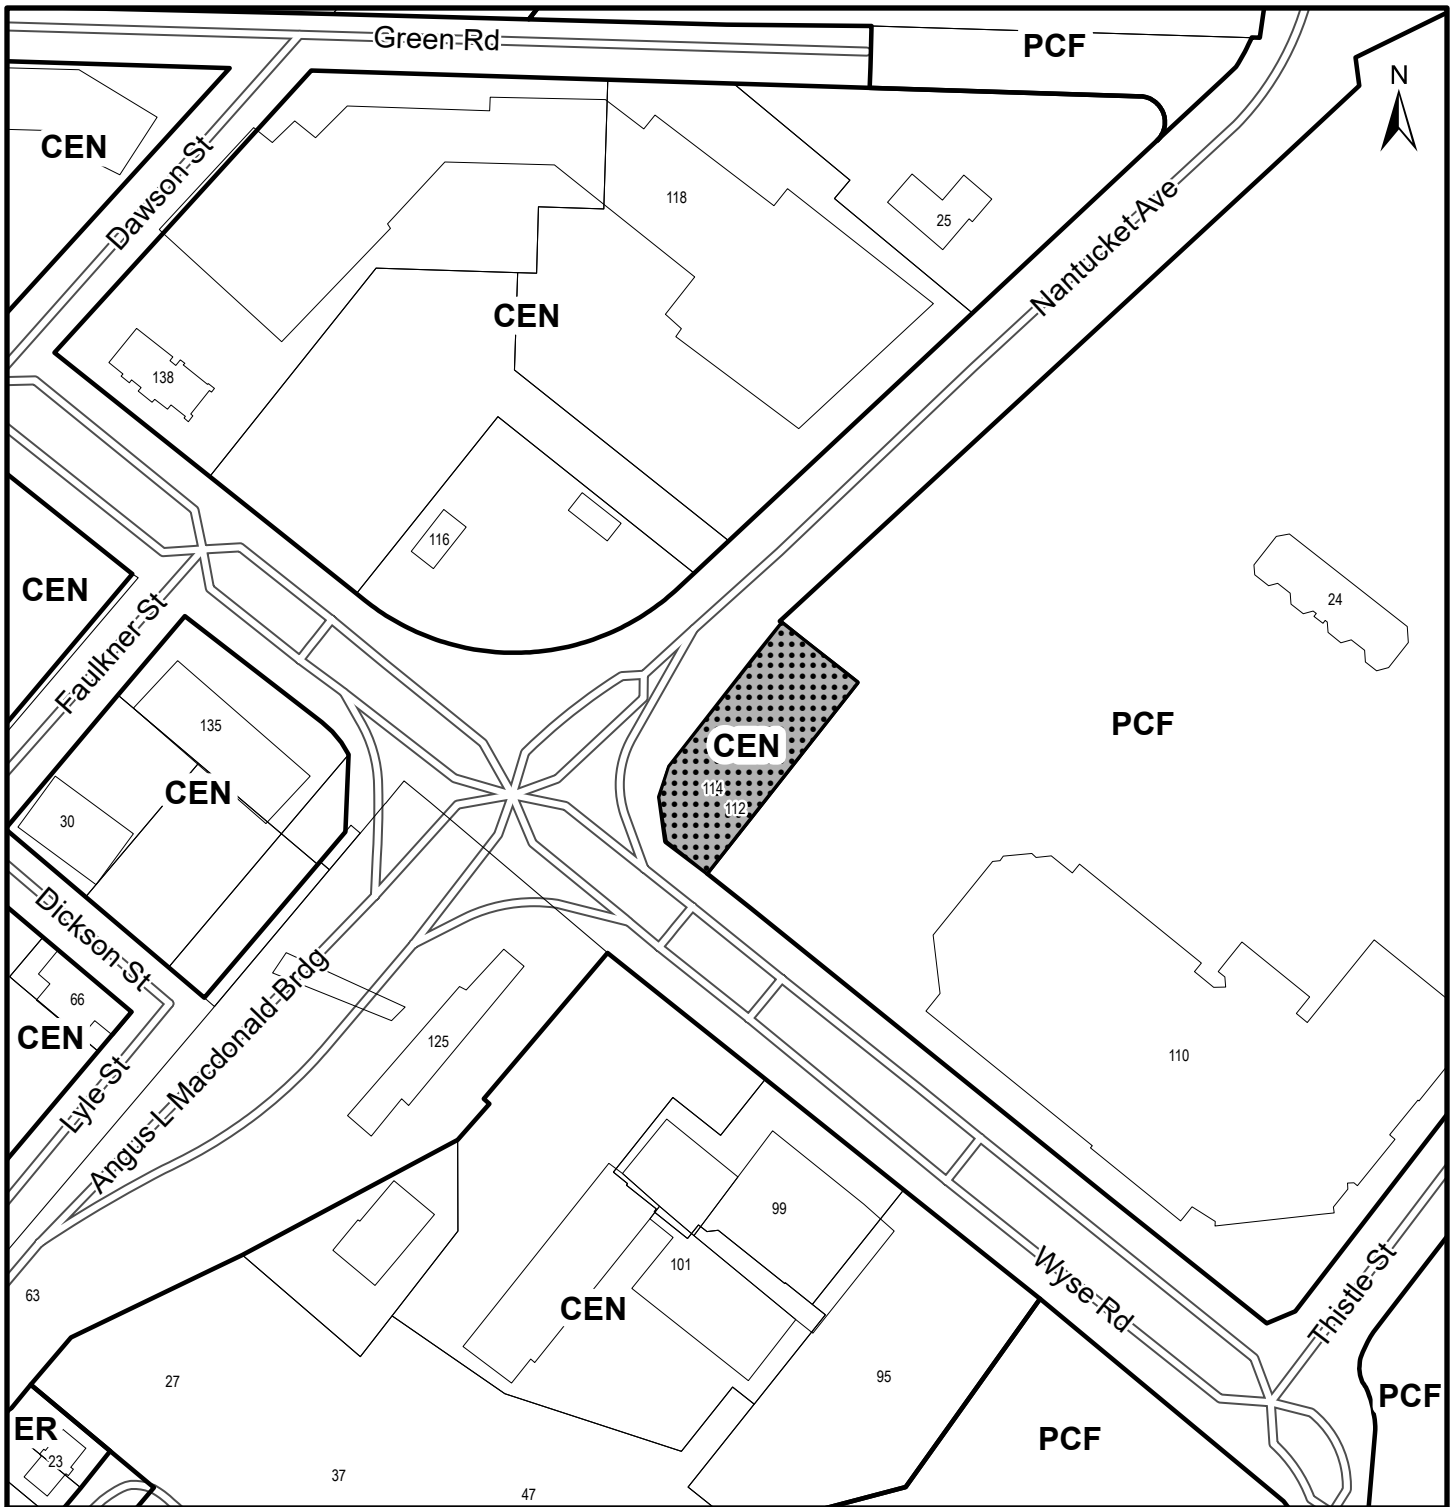 Green Rd
PCF
N
CEN
Dawson St
118
25
Nantucket Ave
CEN
138
116
CEN
24
Faulkner St
135
PCF
CEN
CEN
114
112
30
Dickson St
66
CEN
Angus L Macdonald Brdg
125
110
Lyle St
99
101
Wyse Rd
Thistle St
63
CEN
27
95
PCF
ER
PCF
23
37
47